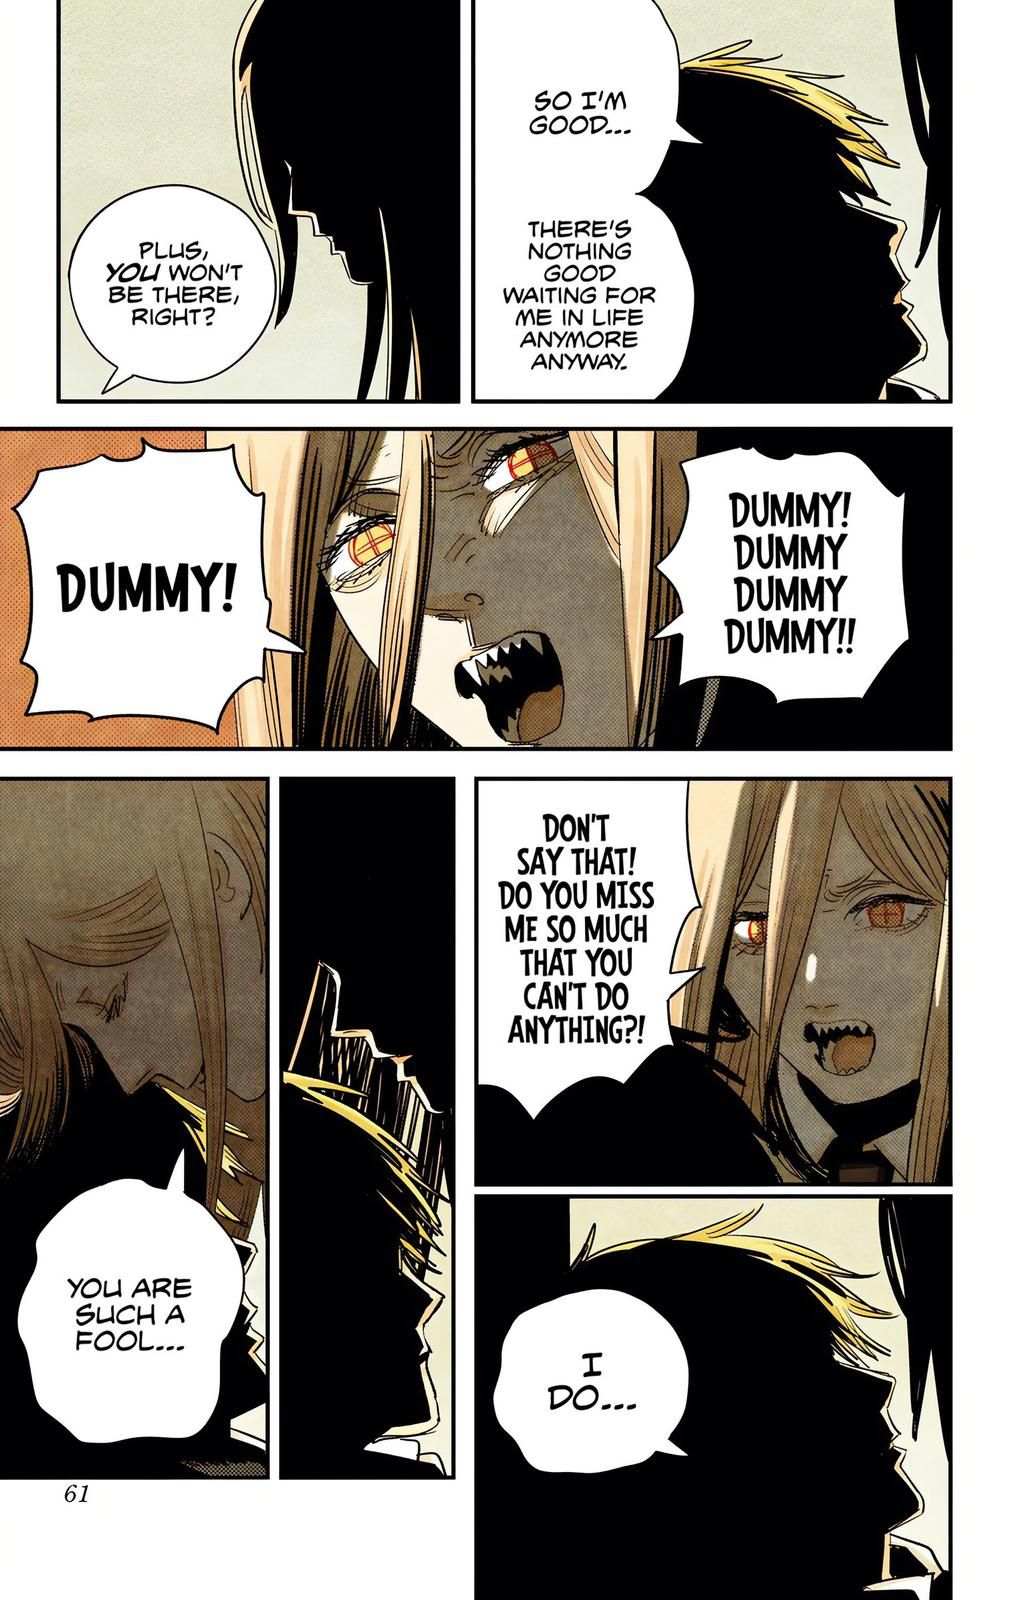 SO I'M
GOOD...
THERE'S
NOTHING
GOOD
WAITING FOR
ME IN LIFE
ANYMORE
ANYWAY.
PLUS,
YOU WON'T
BE THERE,
RIGHT?
DUMMY!
DUMMY
DUMMY
DUMMY!!
DUMMY!
DON'T
SAY THAT!
DO YOU MISS
ME SO MUCH
THAT YOU
CAN'T DO
ANYTHING?!
I
DO...
YOU ARE
SUCH A
FOOL...
61